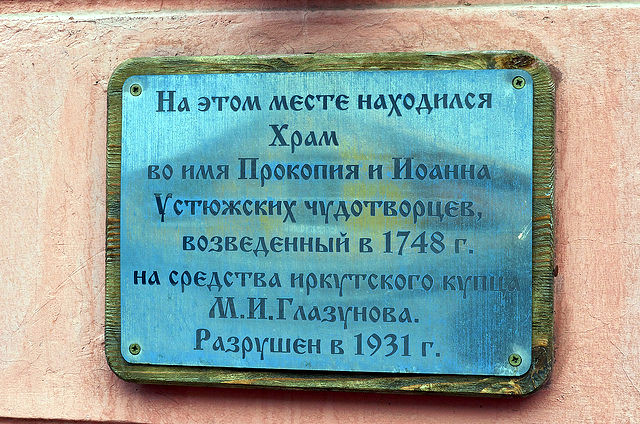 На этом месте находился
Храм
во имя Прокопия и Иоанна
Устюжских чудотворцев,
возведенный в 1748 г.
на средства иркутского купца
М.И.Глазунова.
Разрушен в 1931 г.